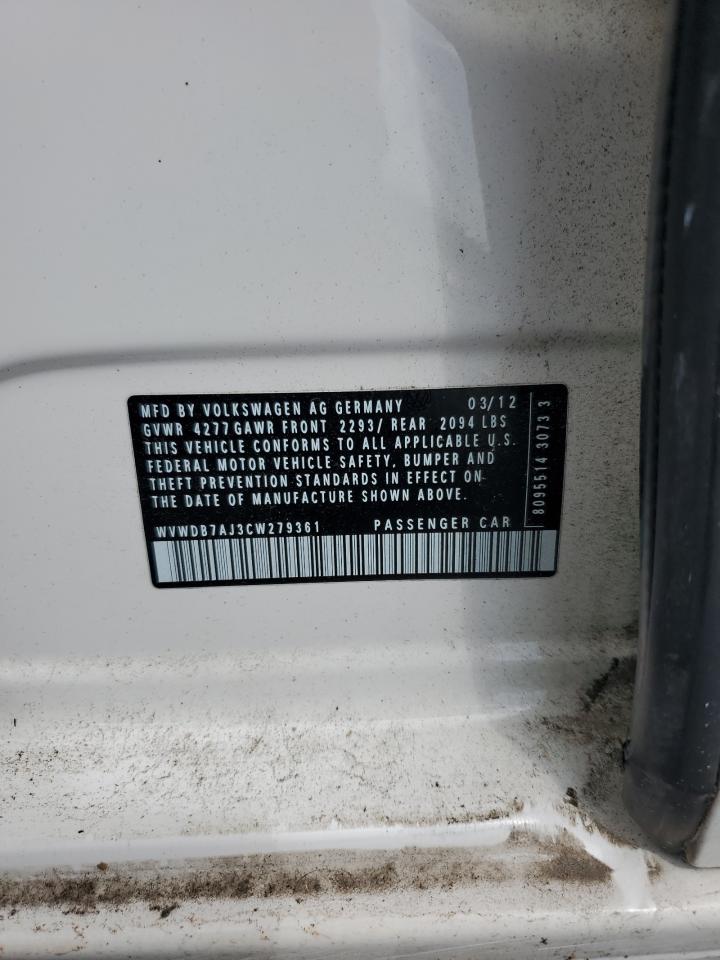 MFD BY VOLKSWAGEN AG GERMANY 03/12
GVWR 4277 GAWR FRONT 2293/ REAR 2094 LBS
THIS VEHICLE CONFORMS TO ALL APPLICABLE U.S.
FEDERAL MOTOR VEHICLE SAFETY, BUMPER AND
THEFT PREVENTION STANDARDS IN EFFECT ON
THE DATE OF MANUFACTURE SHOWN ABOVE.
WVWDB7AJ3CW279361 PASSENGER CAR
8095514 3073 3